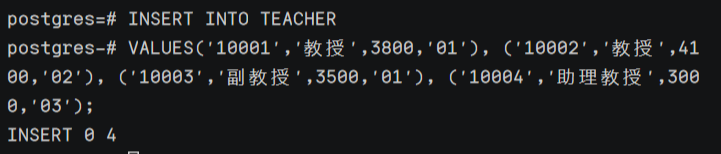 postgres=# INSERT INTO TEACHER
postgres-# VALUES('10001','教授',3800,'01'), ('10002','教授',41
00,'02'), ('10003','副教授',3500,'01'), ('10004','助理教授',300
0,'03');
INSERT 0 4